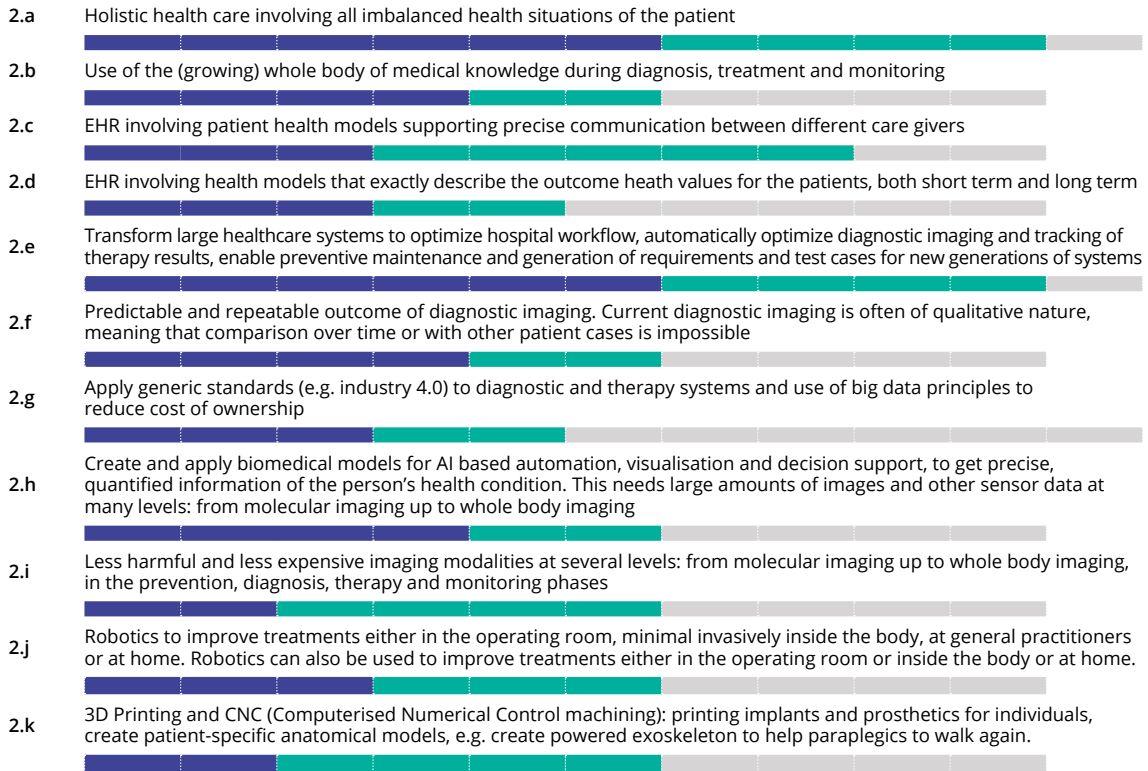 2.a Holistic health care involving all imbalanced health situations of the patient
2.b Use of the (growing) whole body of medical knowledge during diagnosis, treatment and monitoring
2.c EHR involving patient health models supporting precise communication between different care givers
2.d EHR involving health models that exactly describe the outcome heath values for the patients, both short term and long term
2.e Transform large healthcare systems to optimize hospital workflow, automatically optimize diagnostic imaging and tracking of
therapy results, enable preventive maintenance and generation of requirements and test cases for new generations of systems
2.f Predictable and repeatable outcome of diagnostic imaging. Current diagnostic imaging is often of qualitative nature,
meaning that comparison over time or with other patient cases is impossible
2.g Apply generic standards (e.g. industry 4.0) to diagnostic and therapy systems and use of big data principles to
reduce cost of ownership
2.h Create and apply biomedical models for AI based automation, visualisation and decision support, to get precise,
quantified information of the person's health condition. This needs large amounts of images and other sensor data at
many levels: from molecular imaging up to whole body imaging
2.i Less harmful and less expensive imaging modalities at several levels: from molecular imaging up to whole body imaging,
in the prevention, diagnosis, therapy and monitoring phases
2.j Robotics to improve treatments either in the operating room, minimal invasively inside the body, at general practitioners
or at home. Robotics can also be used to improve treatments either in the operating room or inside the body or at home.
2.k 3D Printing and CNC (Computerised Numerical Control machining): printing implants and prosthetics for individuals,
create patient-specific anatomical models, e.g. create powered exoskeleton to help paraplegics to walk again.